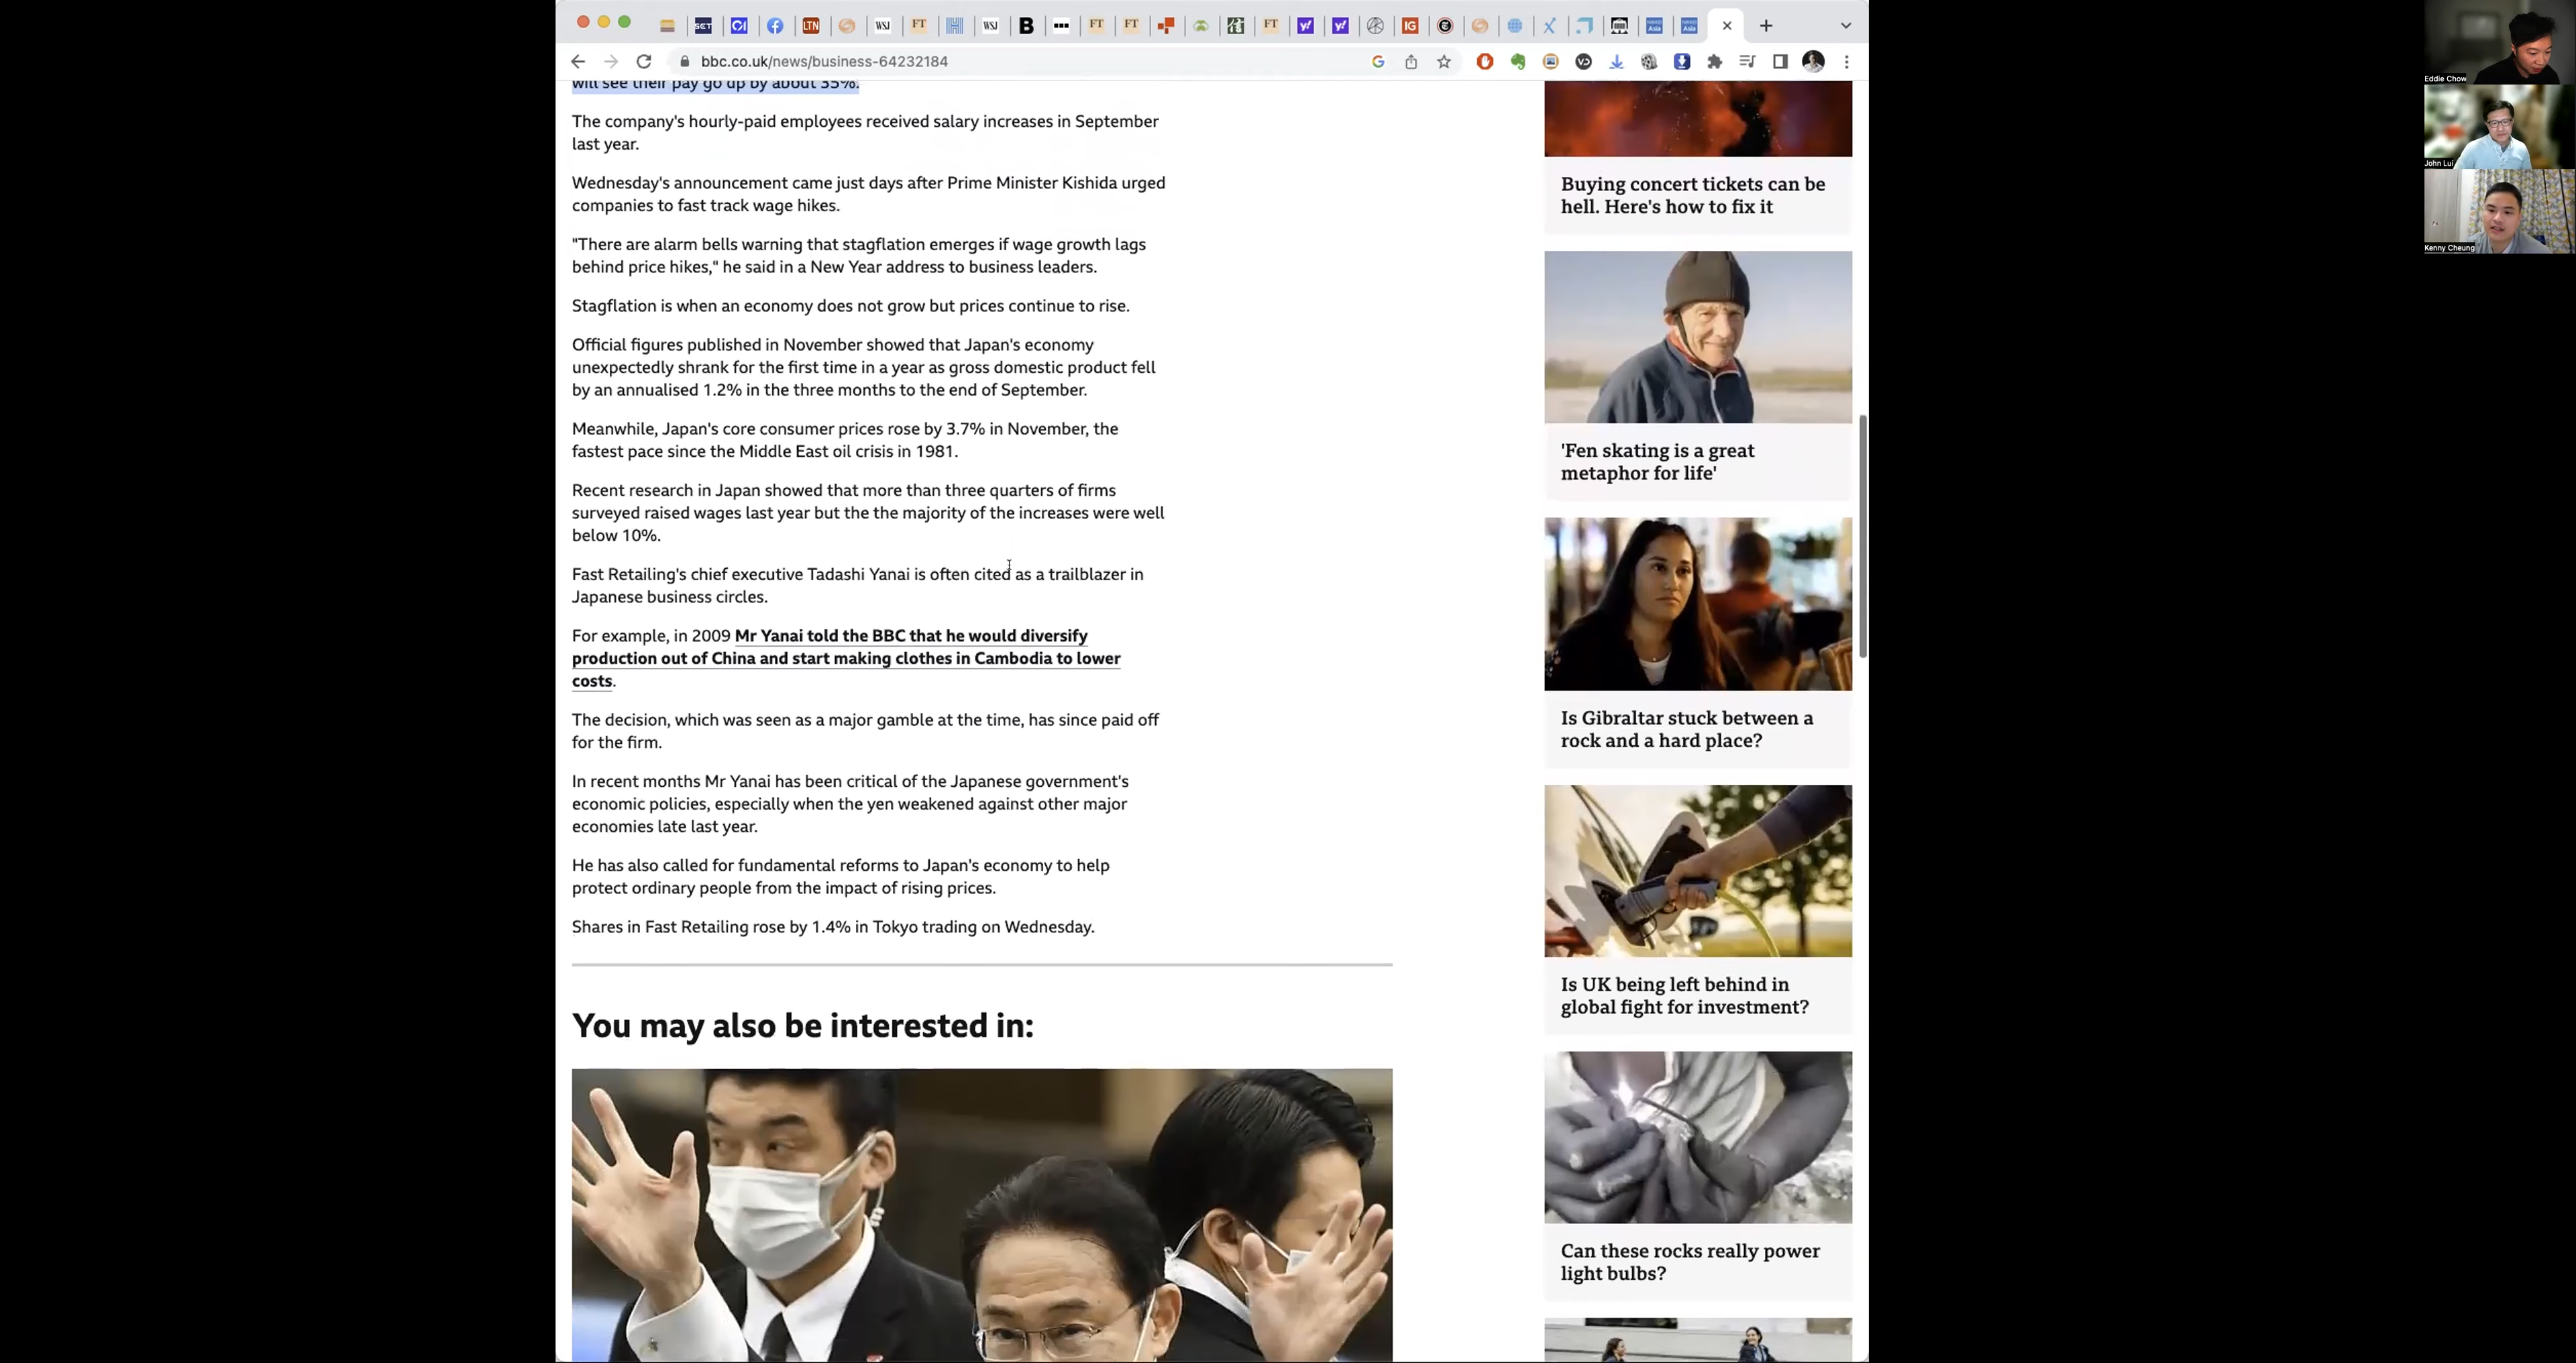 SET
LTN
WSJ
FT
WSJ
B
FT
FT
FT
y!
y!
IG
Asia
Asia
bbc.co.uk/news/business-64232184
will see their pay go up by about 35%.
The company's hourly-paid employees received salary increases in September
last year.
Wednesday's announcement came just days after Prime Minister Kishida urged
companies to fast track wage hikes.
"There are alarm bells warning that stagflation emerges if wage growth lags
behind price hikes," he said in a New Year address to business leaders.
Stagflation is when an economy does not grow but prices continue to rise.
Official figures published in November showed that Japan's economy
unexpectedly shrank for the first time in a year as gross domestic product fell
by an annualised 1.2% in the three months to the end of September.
Meanwhile, Japan's core consumer prices rose by 3.7% in November, the
fastest pace since the Middle East oil crisis in 1981.
Recent research in Japan showed that more than three quarters of firms
surveyed raised wages last year but the the majority of the increases were well
below 10%.
Fast Retailing's chief executive Tadashi Yanai is often cited as a trailblazer in
Japanese business circles.
For example, in 2009 Mr Yanai told the BBC that he would diversify
production out of China and start making clothes in Cambodia to lower
costs.
The decision, which was seen as a major gamble at the time, has since paid off
for the firm.
In recent months Mr Yanai has been critical of the Japanese government's
economic policies, especially when the yen weakened against other major
economies late last year.
He has also called for fundamental reforms to Japan's economy to help
protect ordinary people from the impact of rising prices.
Shares in Fast Retailing rose by 1.4% in Tokyo trading on Wednesday.
You may also be interested in:
Buying concert tickets can be
hell. Here's how to fix it
'Fen skating is a great
metaphor for life'
Is Gibraltar stuck between a
rock and a hard place?
Is UK being left behind in
global fight for investment?
Can these rocks really power
light bulbs?
Eddie Chow
John Lui
Kenny Cheung